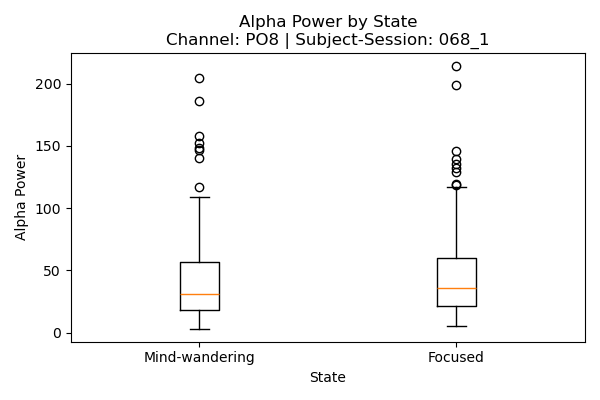 Alpha Power by State
Channel: PO8 | Subject-Session: 068_1
Alpha Power
200
150
100
50
0
Mind-wandering
Focused
State